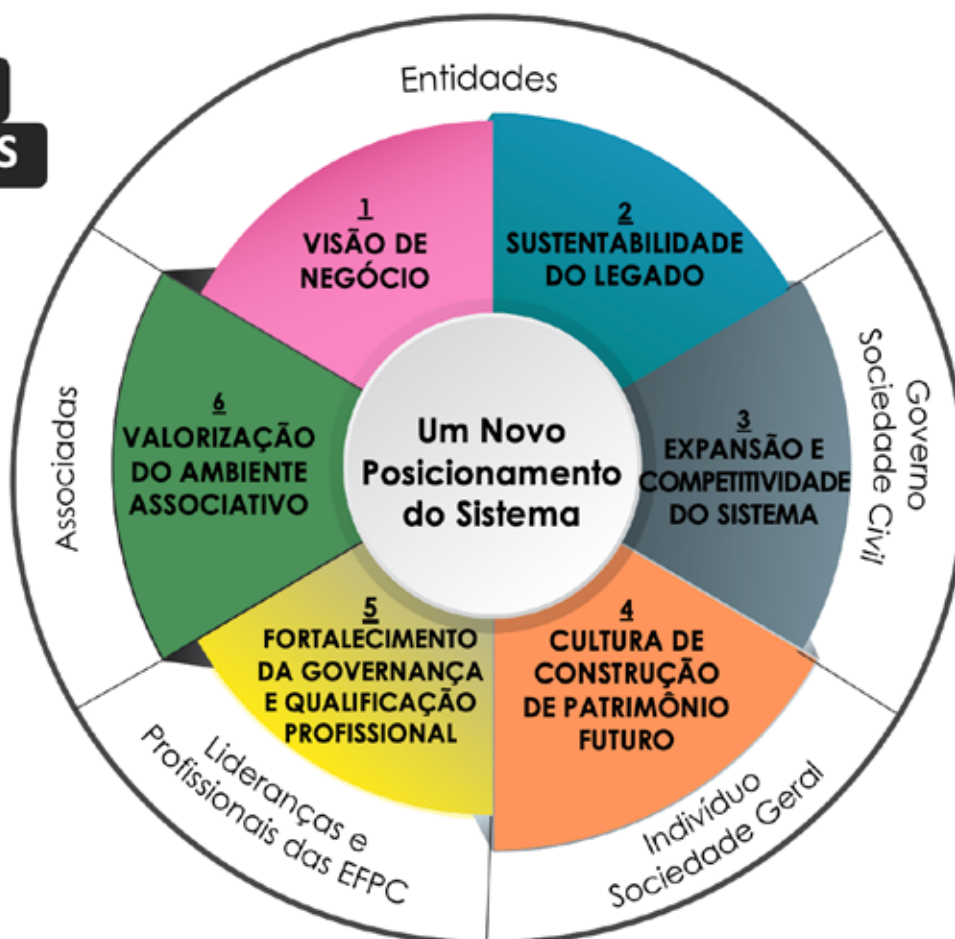 S
Entidades
1
VISÃO DE
NEGÓCIO
2
SUSTENTABILIDADE
DO LEGADO
Governo
Sociedade Civil
3
EXPANSÃO E
COMPETITIVIDADE
DO SISTEMA
4
CULTURA DE
CONSTRUÇÃO
DE PATRIMÔNIO
FUTURO
Indivíduo
Sociedade Geral
5
FORTALECIMENTO
DA GOVERNANÇA
E QUALIFICAÇÃO
PROFISSIONAL
Lideranças e
Profissionais das EFPC
6
VALORIZAÇÃO
DO AMBIENTE
ASSOCIATIVO
Associadas
Um Novo
Posicionamento
do Sistema